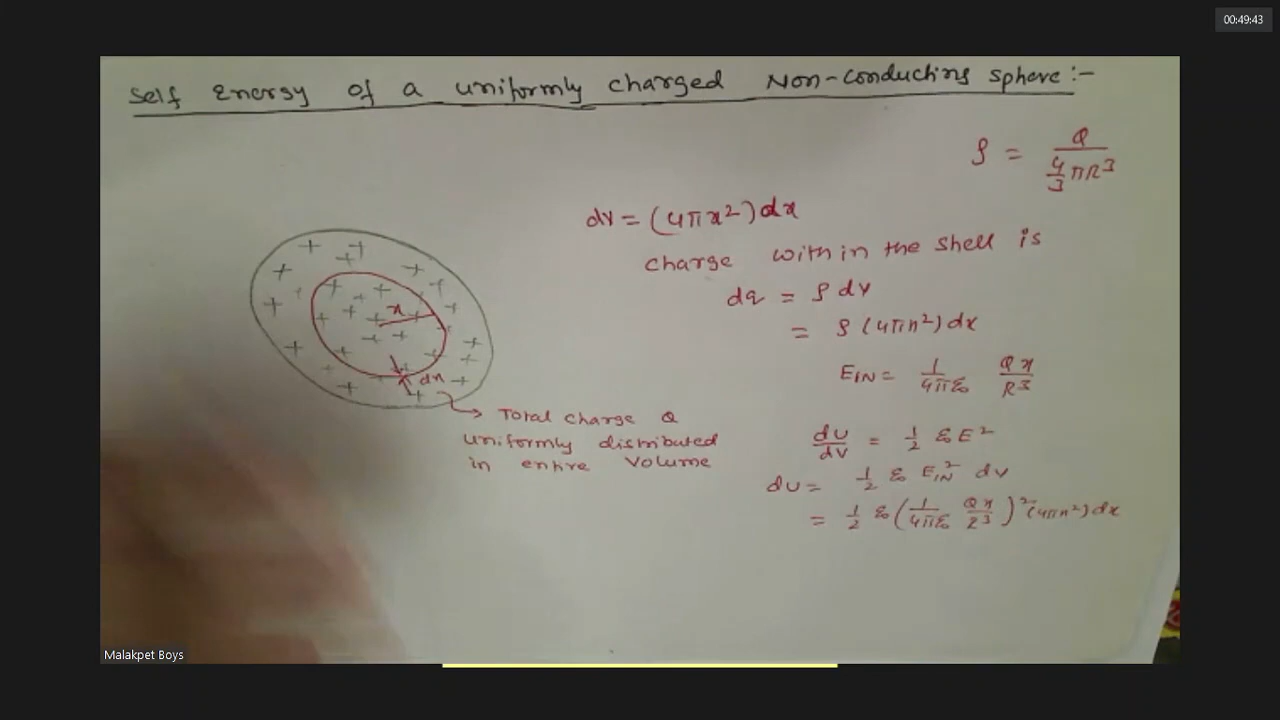 00:49:43
Self Energy of a uniformly charged Non-conducting sphere:-
ρ = Q / (4/3 πR³)
dV = (4πx²)dx
charge with in the shell is
dq = ρ dV
= ρ (4πx²) dx
E_IN = 1/4πε₀ Qx/R³
dU/dV = 1/2 ε₀E²
dU = 1/2 ε₀ E_IN² dV
= 1/2 ε₀ (1/4πε₀ Qx/R³)² (4πx²) dx
x
dx
Total charge Q
uniformly distributed
in entire volume
Malakpet Boys